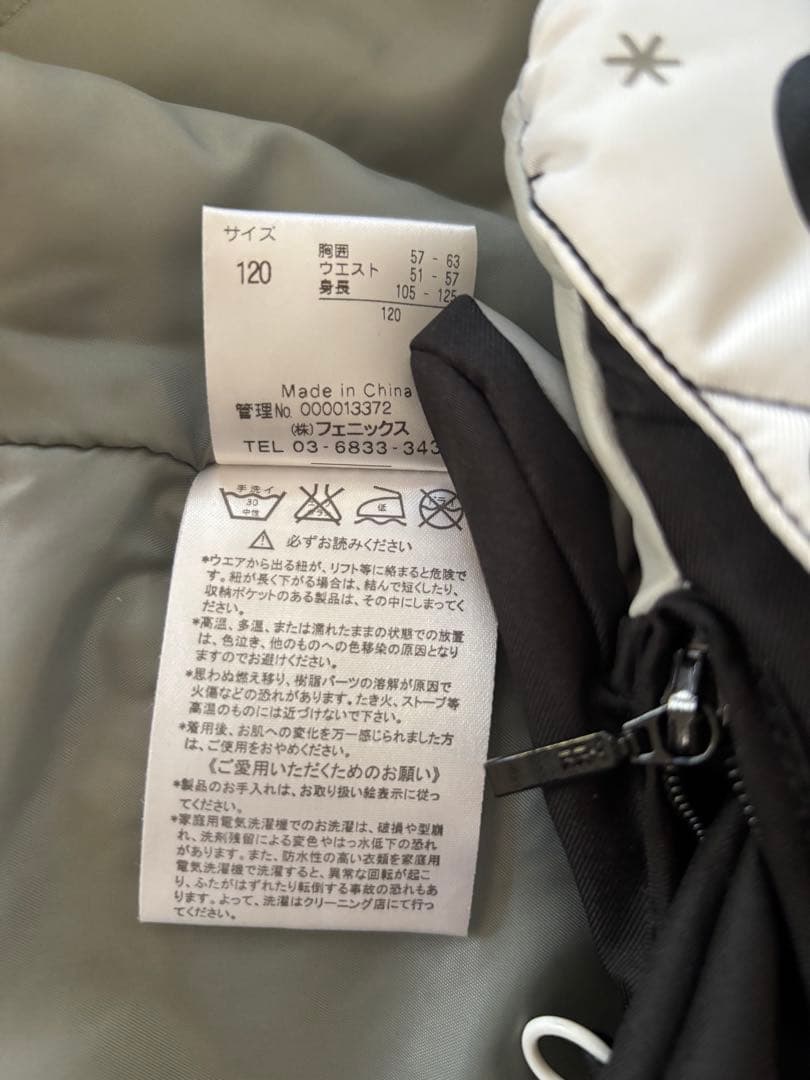 サイズ
120
胸囲 57 - 63
ウエスト 51 - 57
身長 105 - 125
120
Made in China
管理No. 000013372
(株)フェニックス
TEL 03-6833-343
手洗イ
30
中性
エンソ
サラシ
低
ドライ
必ずお読みください
*ウエアから出る紐が、リフト等に絡まると危険で
す。紐が長く下がる場合は、結んで短くしたり、
収納ポケットのある製品は、その中にしまってく
ださい。
*高温、多湿、または濡れたままの状態での放置
は、色泣き、他のものへの色移染の原因となり
ますのでお避けください。
*思わぬ燃え移り、樹脂パーツの溶解が原因で
火傷などの恐れがあります。たき火、ストーブ等
高温のものには近づけないで下さい。
*着用後、お肌への変化を万一感じられました方
は、ご使用をおやめください。
《ご愛用いただくためのお願い》
*製品のお手入れは、お取り扱い絵表示に従っ
てください。
*家庭用電気洗濯機でのお洗濯は、破損や型崩
れ、洗剤残留による変色やはっ水低下の恐れ
があります。また、防水性の高い衣類を家庭用
電気洗濯機で洗濯すると、異常な回転が起こ
り、ふたがはずれたり転倒する事故の恐れもあ
ります。よって、洗濯はクリーニング店にて行っ
てください。